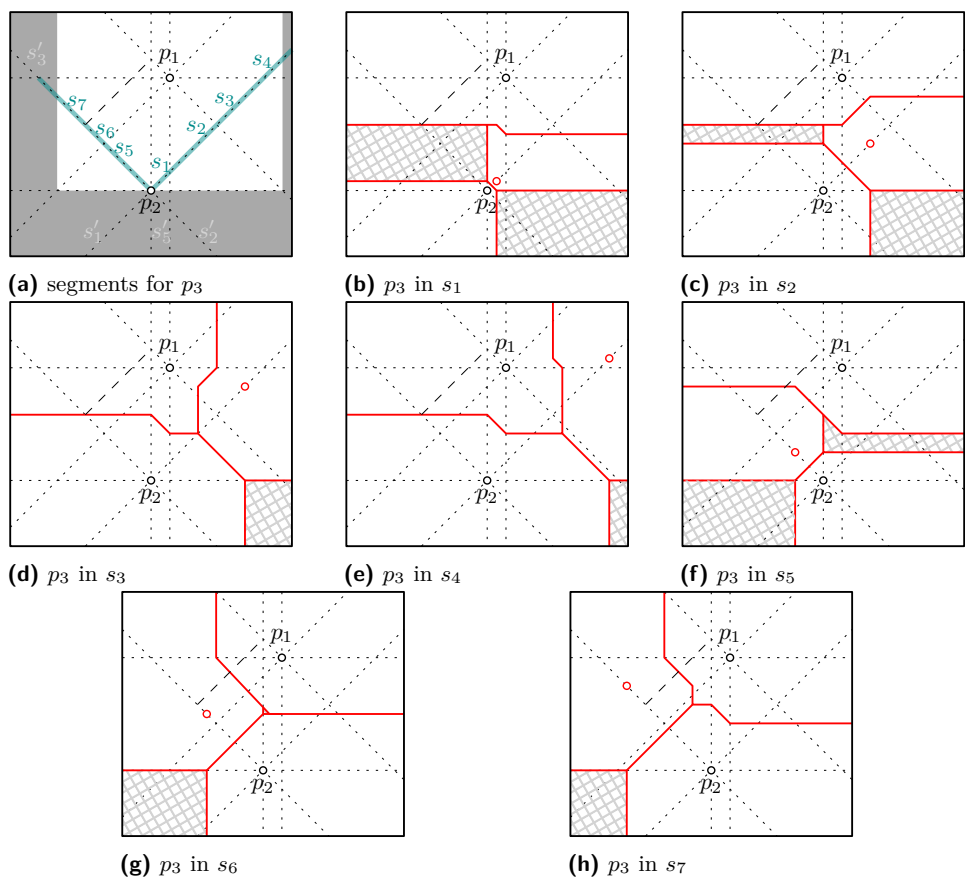 s′₃ p₁ s₄
s₇ s₃
s₆ s₂
s₅ s₁
p₂
s′₁ s′₅ s′₂
(a) segments for p₃
p₁
p₂
(b) p₃ in s₁
p₁
p₂
(c) p₃ in s₂
p₁
p₂
(d) p₃ in s₃
p₁
p₂
(e) p₃ in s₄
p₁
p₂
(f) p₃ in s₅
p₁
p₂
(g) p₃ in s₆
p₁
p₂
(h) p₃ in s₇